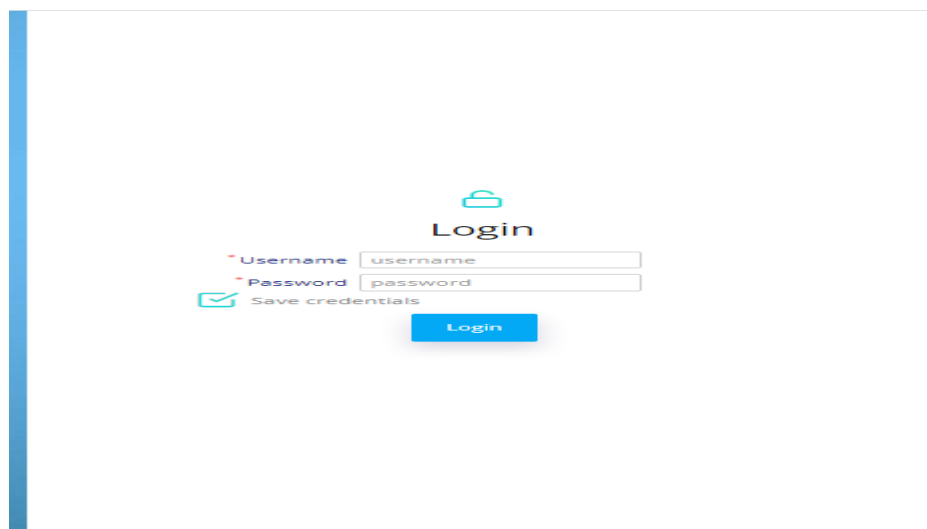 Login
* Username username
* Password password
Save credentials
Login